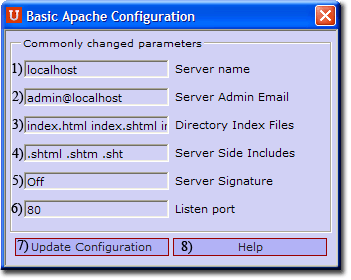 Basic Apache Configuration
Commonly changed parameters
1) localhost Server name
2) admin@localhost Server Admin Email
3) index.html index.shtml in Directory Index Files
4) .shtml .shtm .sht Server Side Includes
5) Off Server Signature
6) 80 Listen port
7) Update Configuration 8) Help